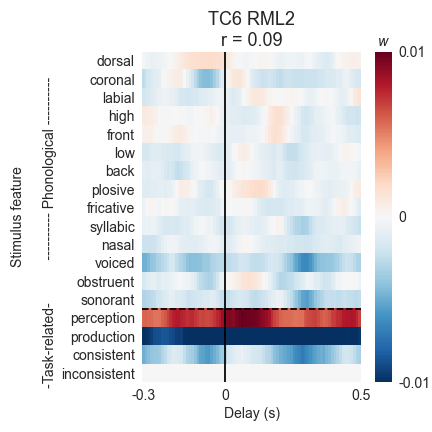 TC6 RML2
r = 0.09
w
dorsal
coronal
labial
high
front
low
back
plosive
fricative
syllabic
nasal
voiced
obstruent
sonorant
perception
production
consistent
inconsistent
Stimulus feature
---------- Phonological ----------
-Task-related-
0.01
0
-0.01
-0.3
0
0.5
Delay (s)